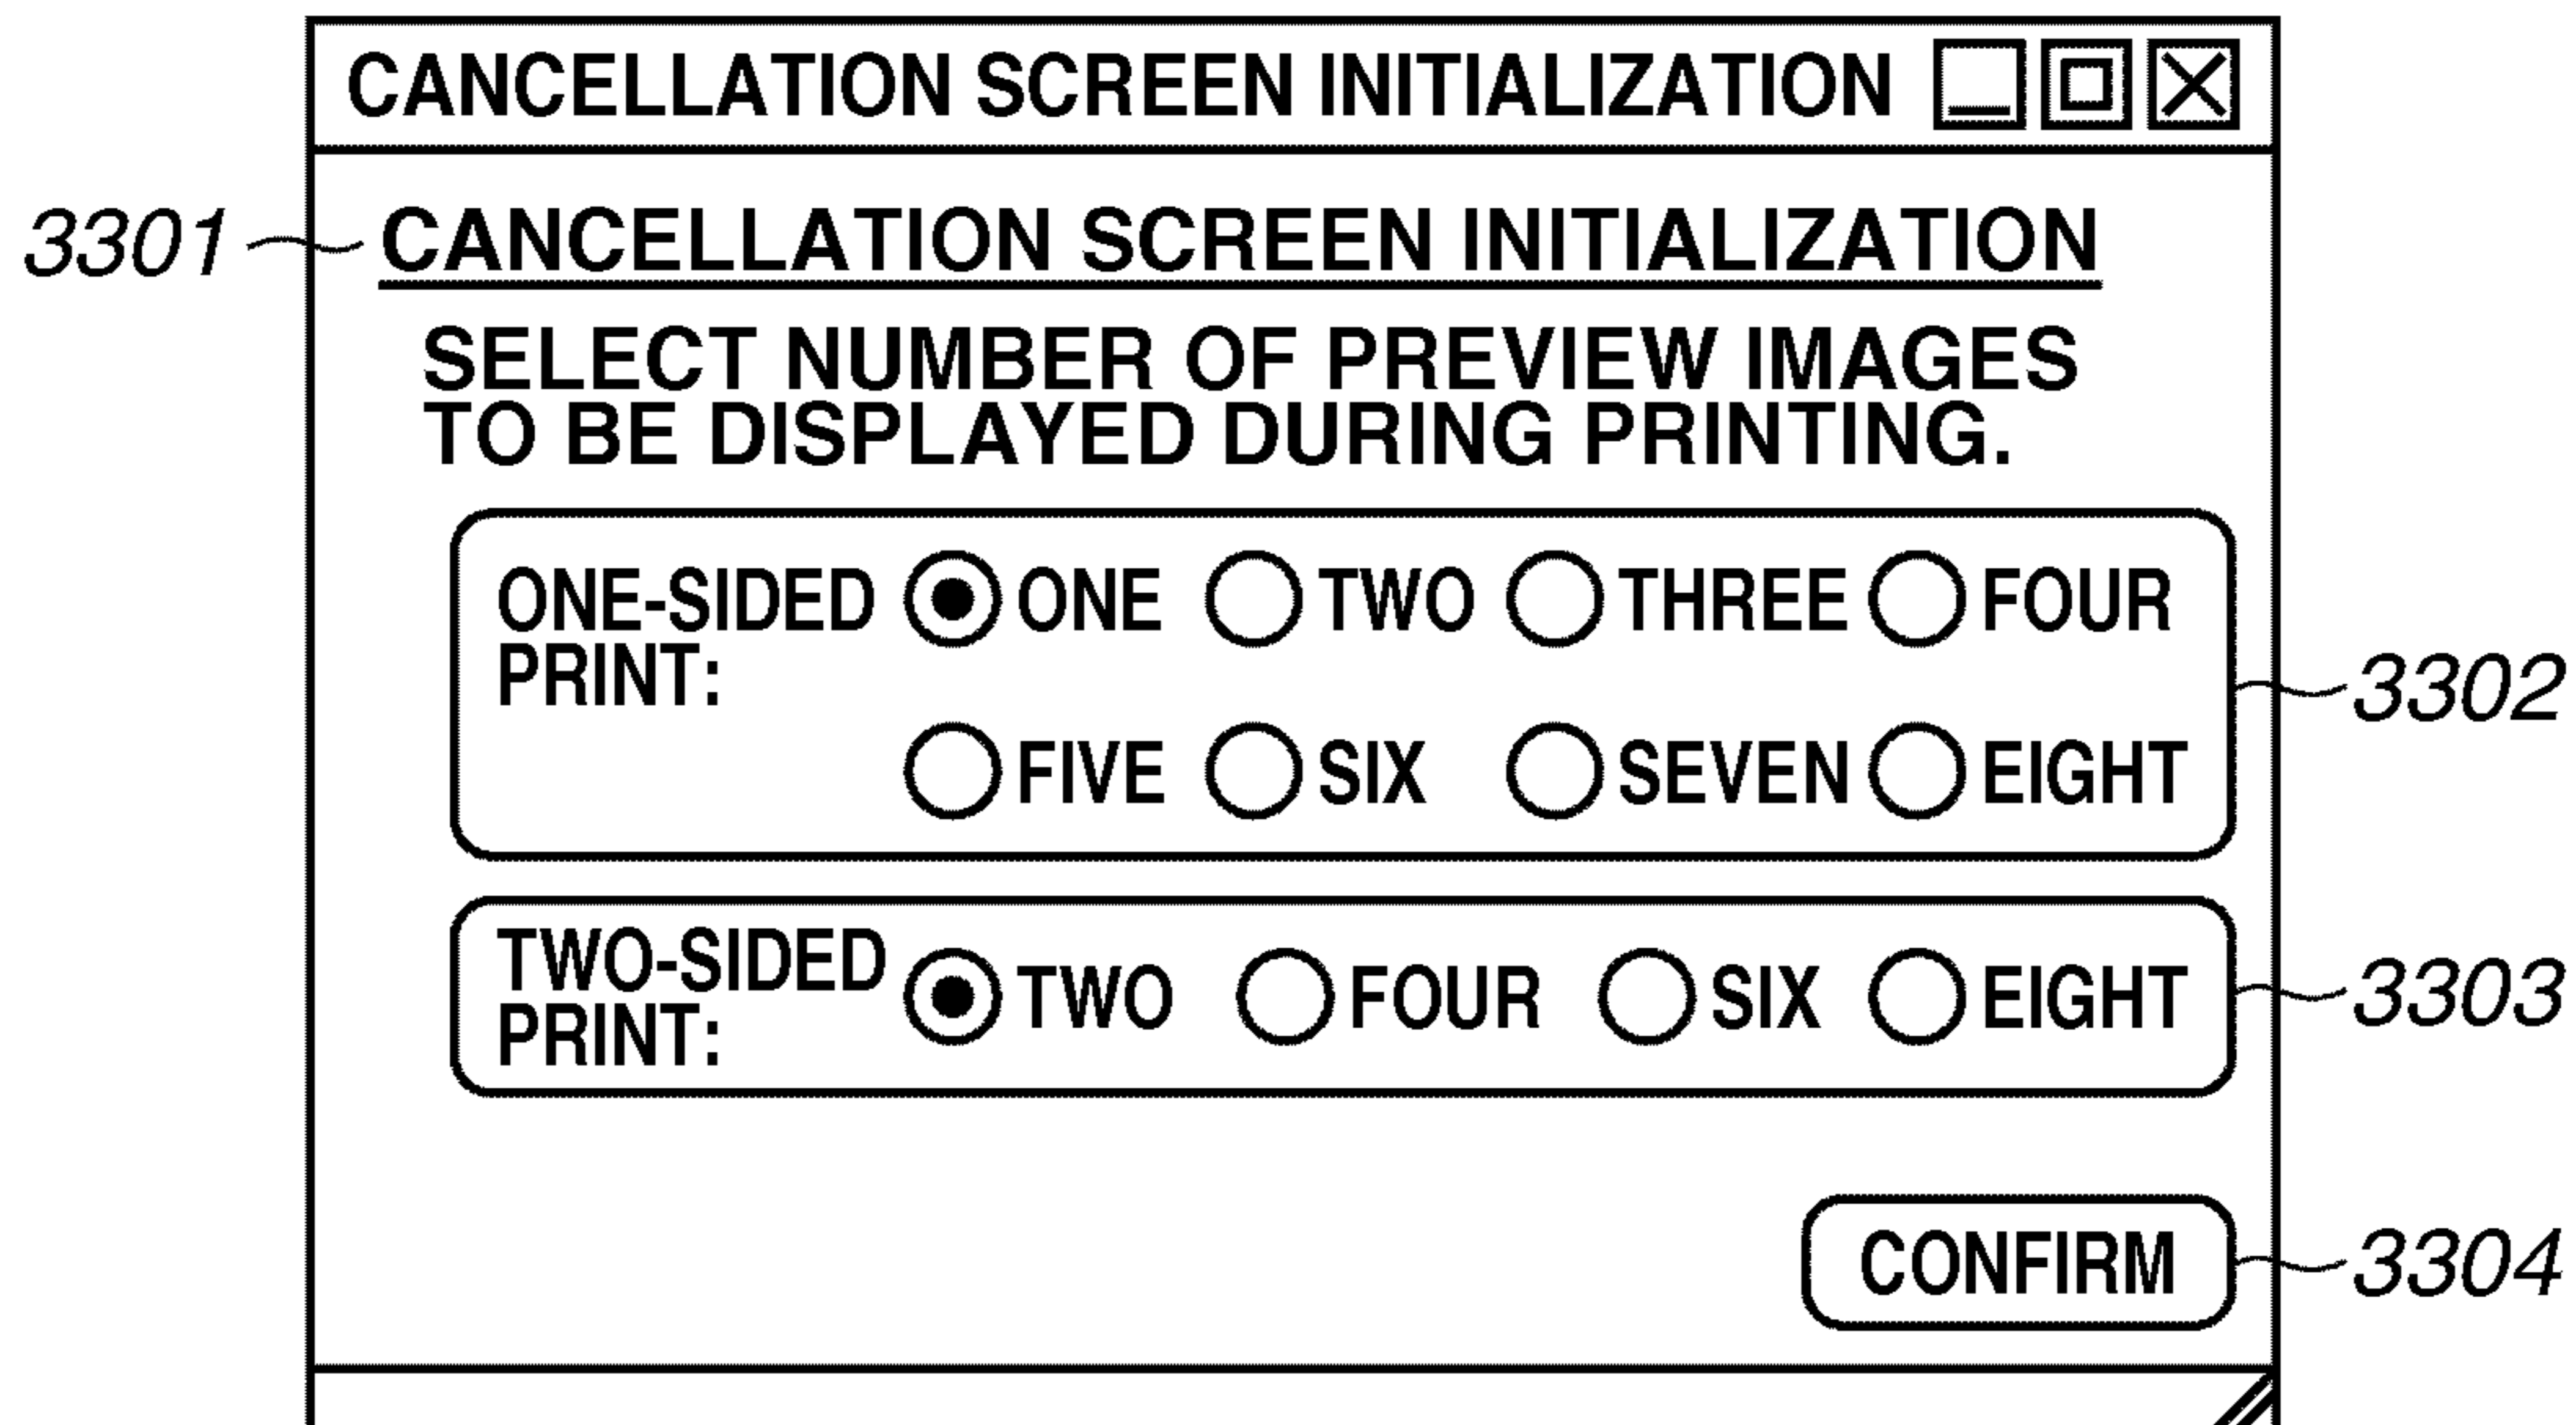 CANCELLATION SCREEN INITIALIZATION
3301
CANCELLATION SCREEN INITIALIZATION
SELECT NUMBER OF PREVIEW IMAGES
TO BE DISPLAYED DURING PRINTING.
ONE-SIDED PRINT:
ONE TWO THREE FOUR
FIVE SIX SEVEN EIGHT
3302
TWO-SIDED PRINT:
TWO FOUR SIX EIGHT
3303
CONFIRM
3304